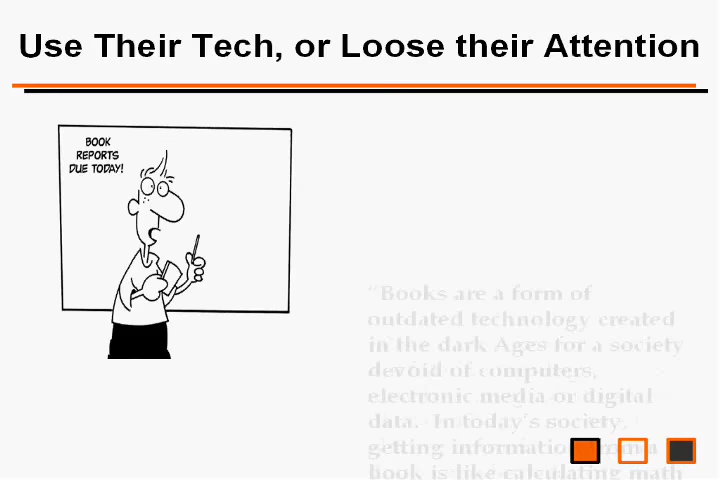 Use Their Tech, or Loose their Attention
BOOK
REPORTS
DUE TODAY!
"Books are a form of
outdated technology created
in the dark Ages for a society
devoid of computers,
electronic media or digital
data. In today's society,
getting information a
book is like calculating math